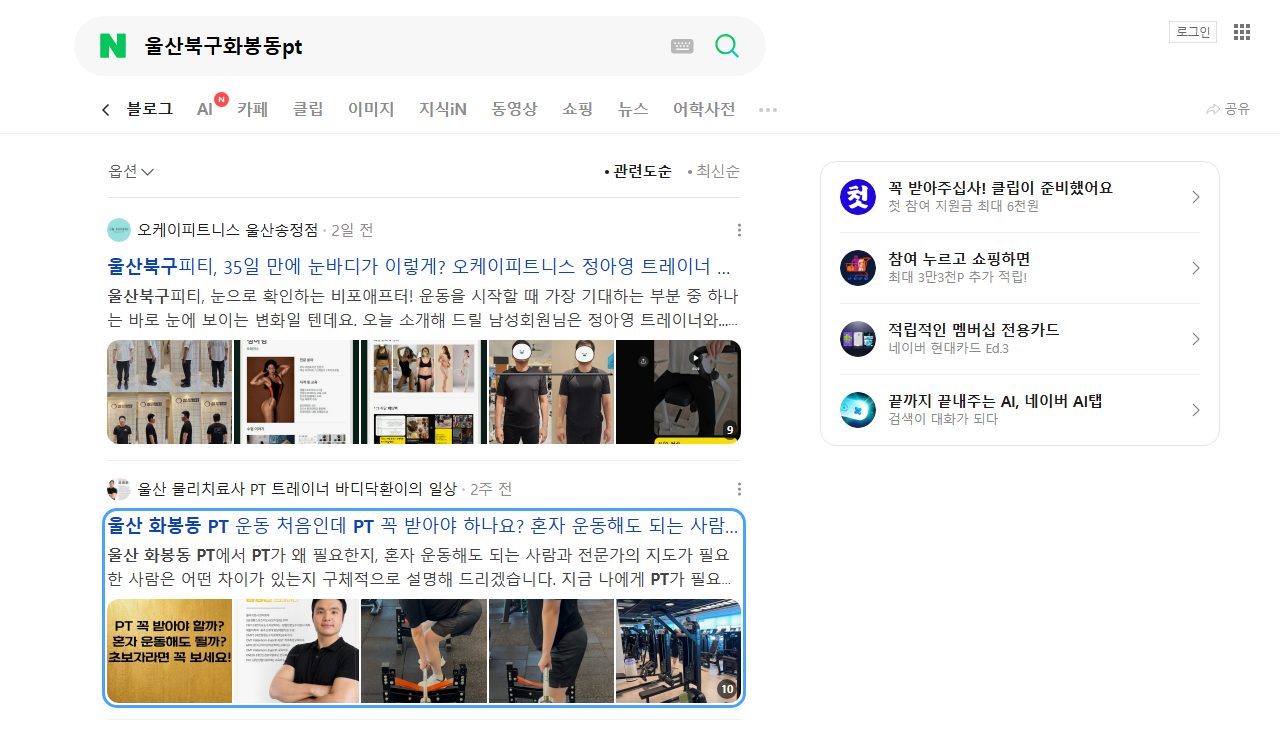 울산북구화봉동pt
로그인
블로그 AI N 카페 클립 이미지 지식iN 동영상 쇼핑 뉴스 어학사전
공유
옵션
관련도순 최신순
오케이피트니스 울산송정점 · 2일 전
울산북구피티, 35일 만에 눈바디가 이렇게? 오케이피트니스 정아영 트레이너 ...
울산북구피티, 눈으로 확인하는 비포애프터! 운동을 시작할 때 가장 기대하는 부분 중 하나
는 바로 눈에 보이는 변화일 텐데요. 오늘 소개해 드릴 남성회원님은 정아영 트레이너와...
9
울산 물리치료사 PT 트레이너 바디닥환이의 일상 · 2주 전
울산 화봉동 PT 운동 처음인데 PT 꼭 받아야 하나요? 혼자 운동해도 되는 사람...
울산 화봉동 PT에서 PT가 왜 필요한지, 혼자 운동해도 되는 사람과 전문가의 지도가 필요
한 사람은 어떤 차이가 있는지 구체적으로 설명해 드리겠습니다. 지금 나에게 PT가 필요...
PT 꼭 받아야 할까?
혼자 운동해도 될까?
초보자라면 꼭 보세요!
10
첫
꼭 받아주십사! 클립이 준비했어요
첫 참여 지원금 최대 6천원
참여 누르고 쇼핑하면
최대 3만3천P 추가 적립!
적립적인 멤버십 전용카드
네이버 현대카드 Ed.3
끝까지 끝내주는 AI, 네이버 AI탭
검색이 대화가 되다